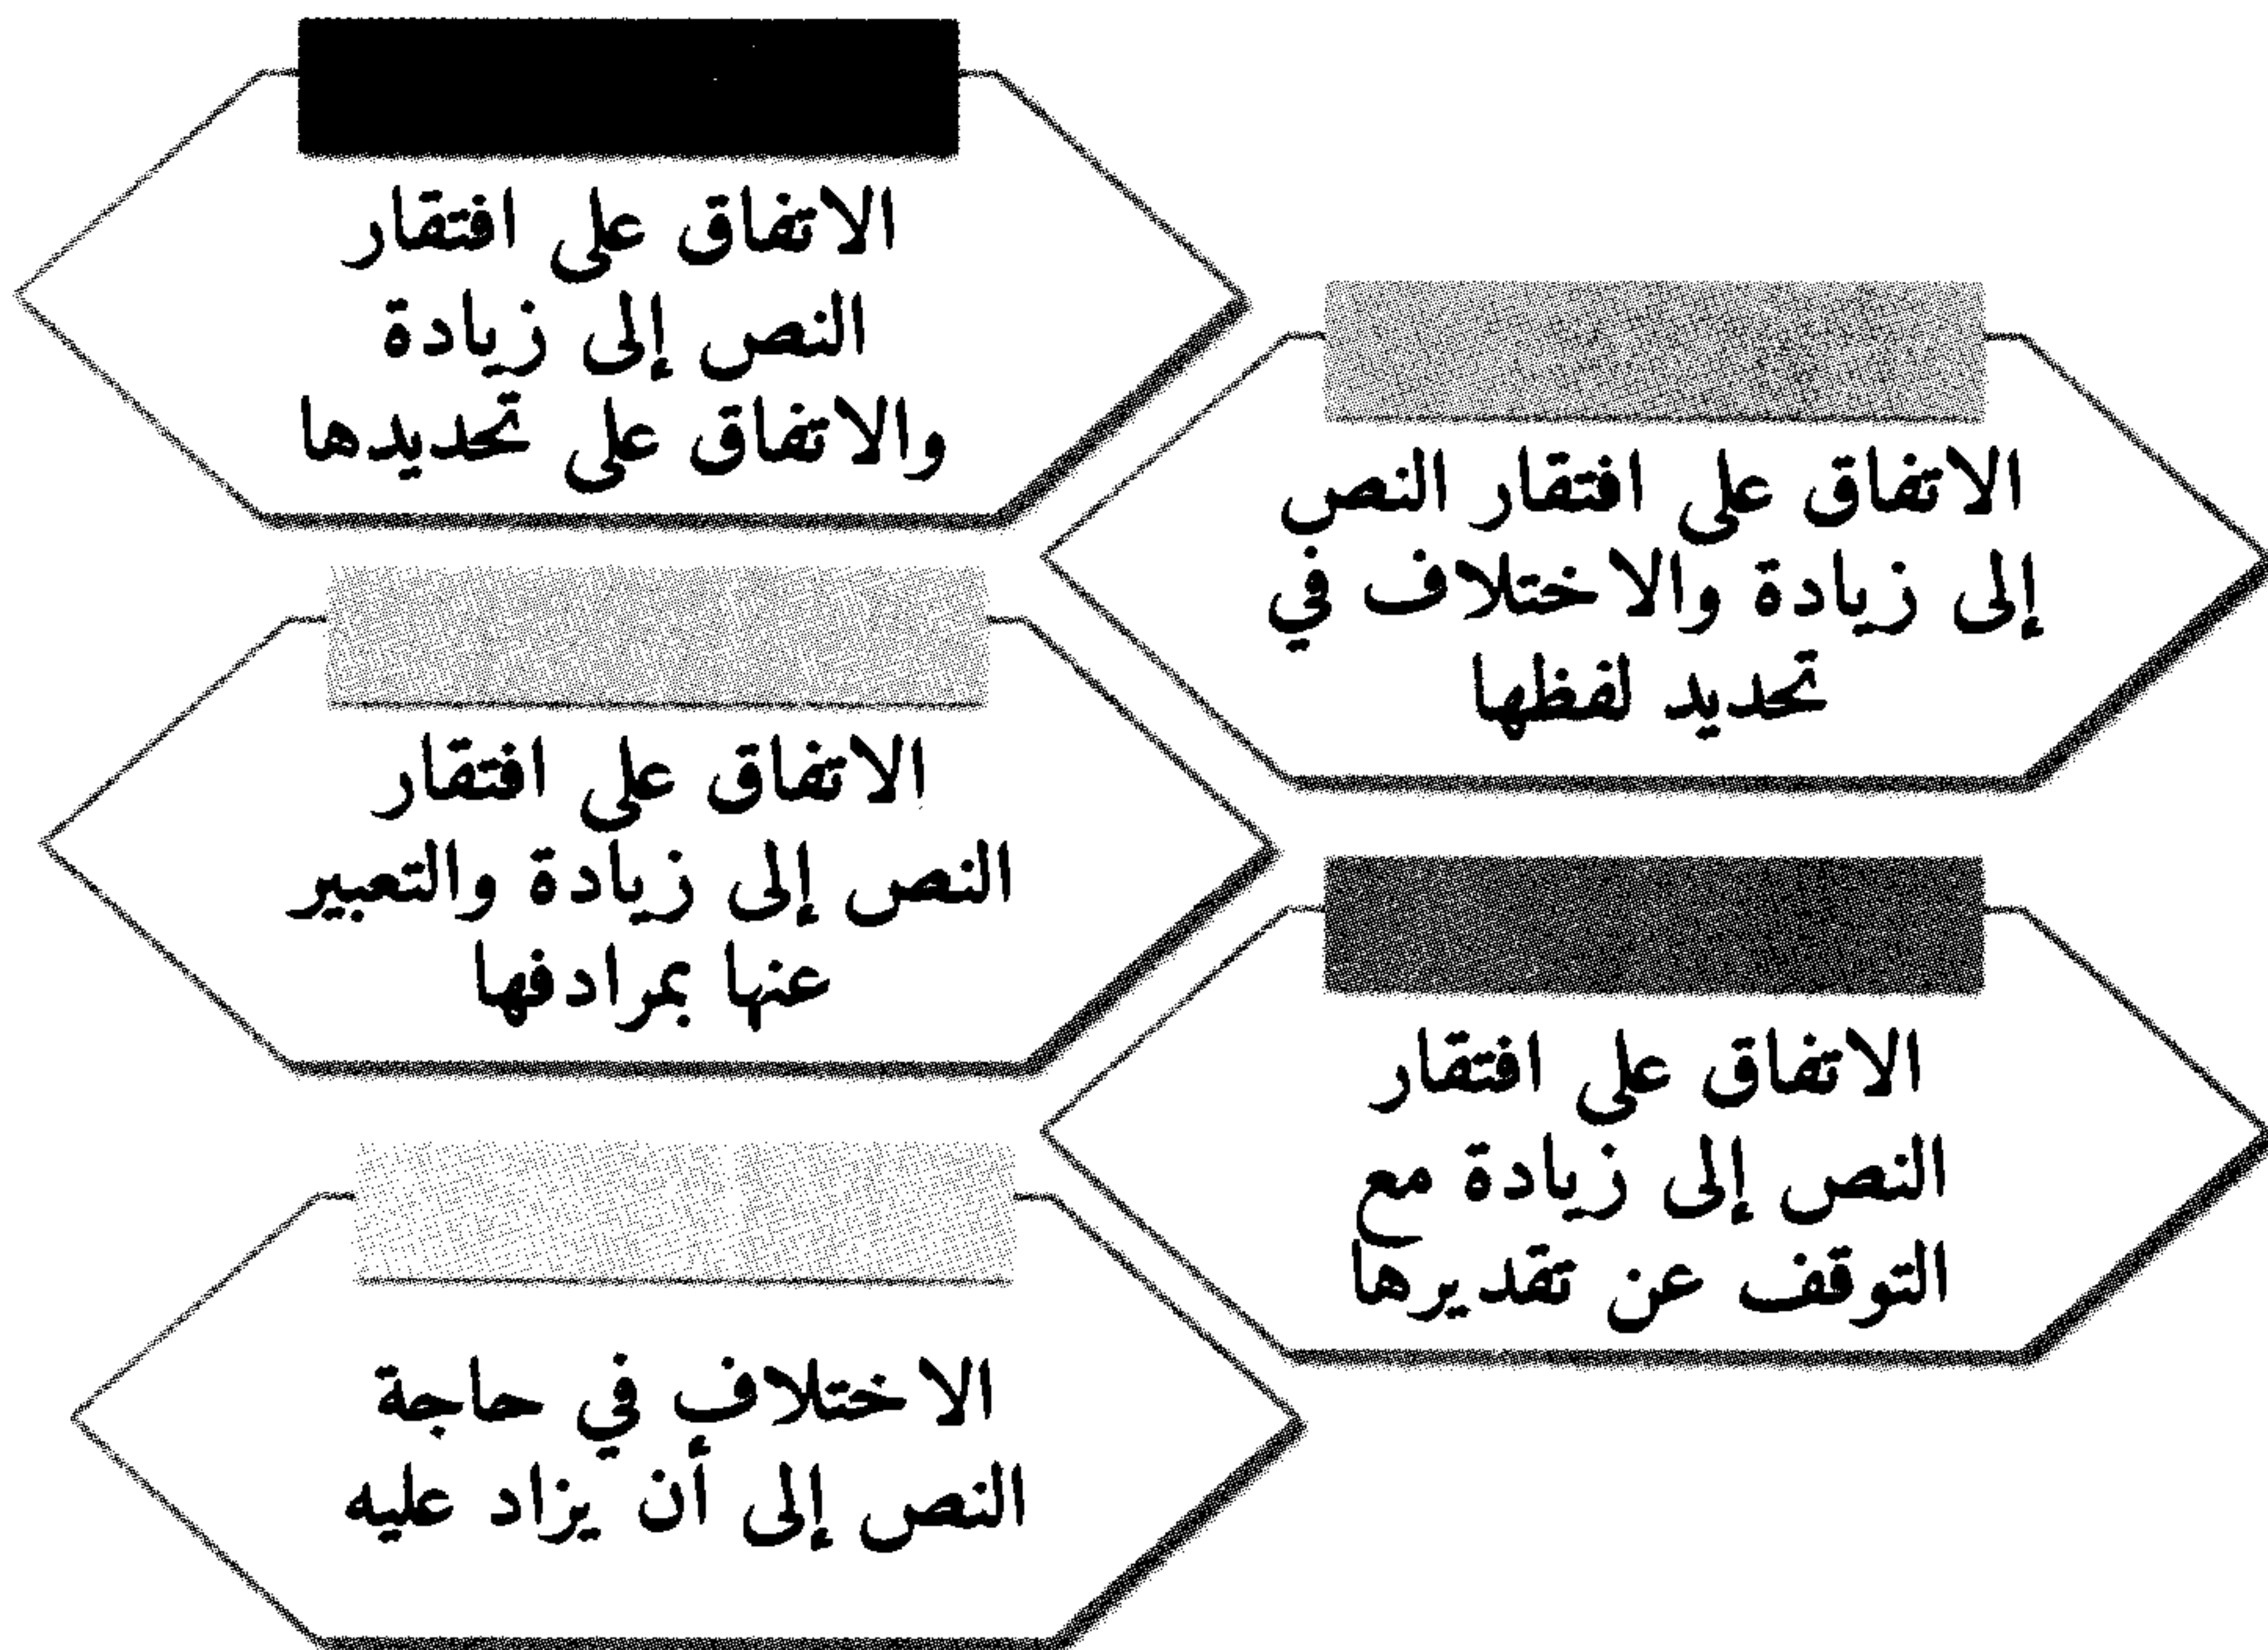 الاتفاق على افتقار
النص إلى زيادة
والاتفاق على تحديدها
الاتفاق على افتقار النص
إلى زيادة والاختلاف في
تحديد لفظها
الاتفاق على افتقار
النص إلى زيادة والتعبير
عنها بمرادفها
الاتفاق على افتقار
النص إلى زيادة مع
التوقف عن تقديرها
الاختلاف في حاجة
النص إلى أن يزاد عليه